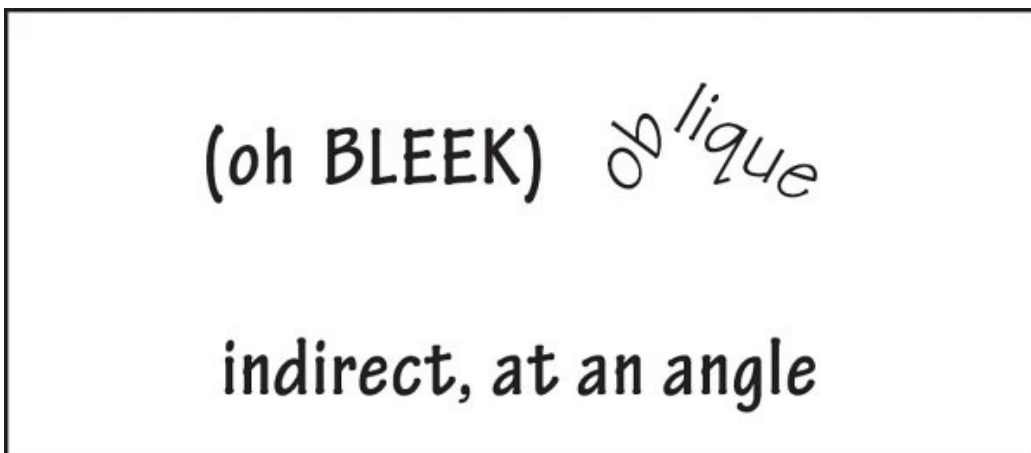 (oh BLEEK) oblique
indirect, at an angle